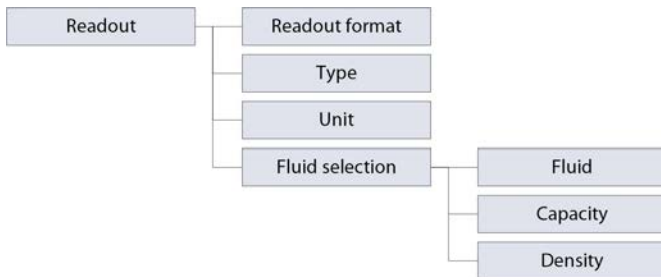 Readout
Readout format
Type
Unit
Fluid selection
Fluid
Capacity
Density